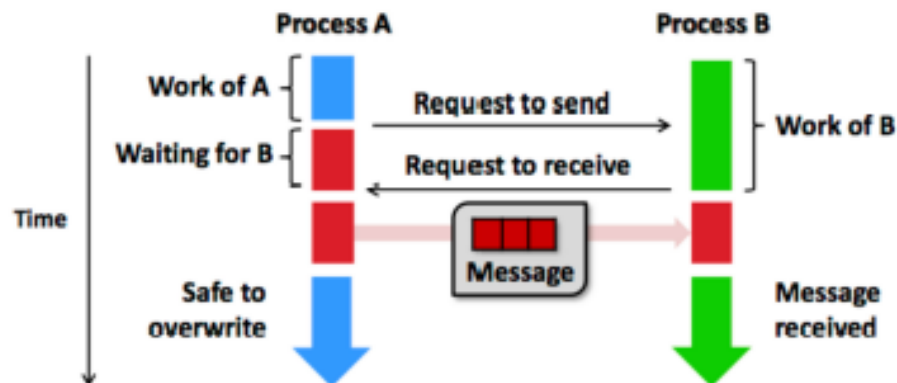 Process A
Process B
Work of A
Request to send
Work of B
Waiting for B
Request to receive
Time
Message
Safe to
overwrite
Message
received